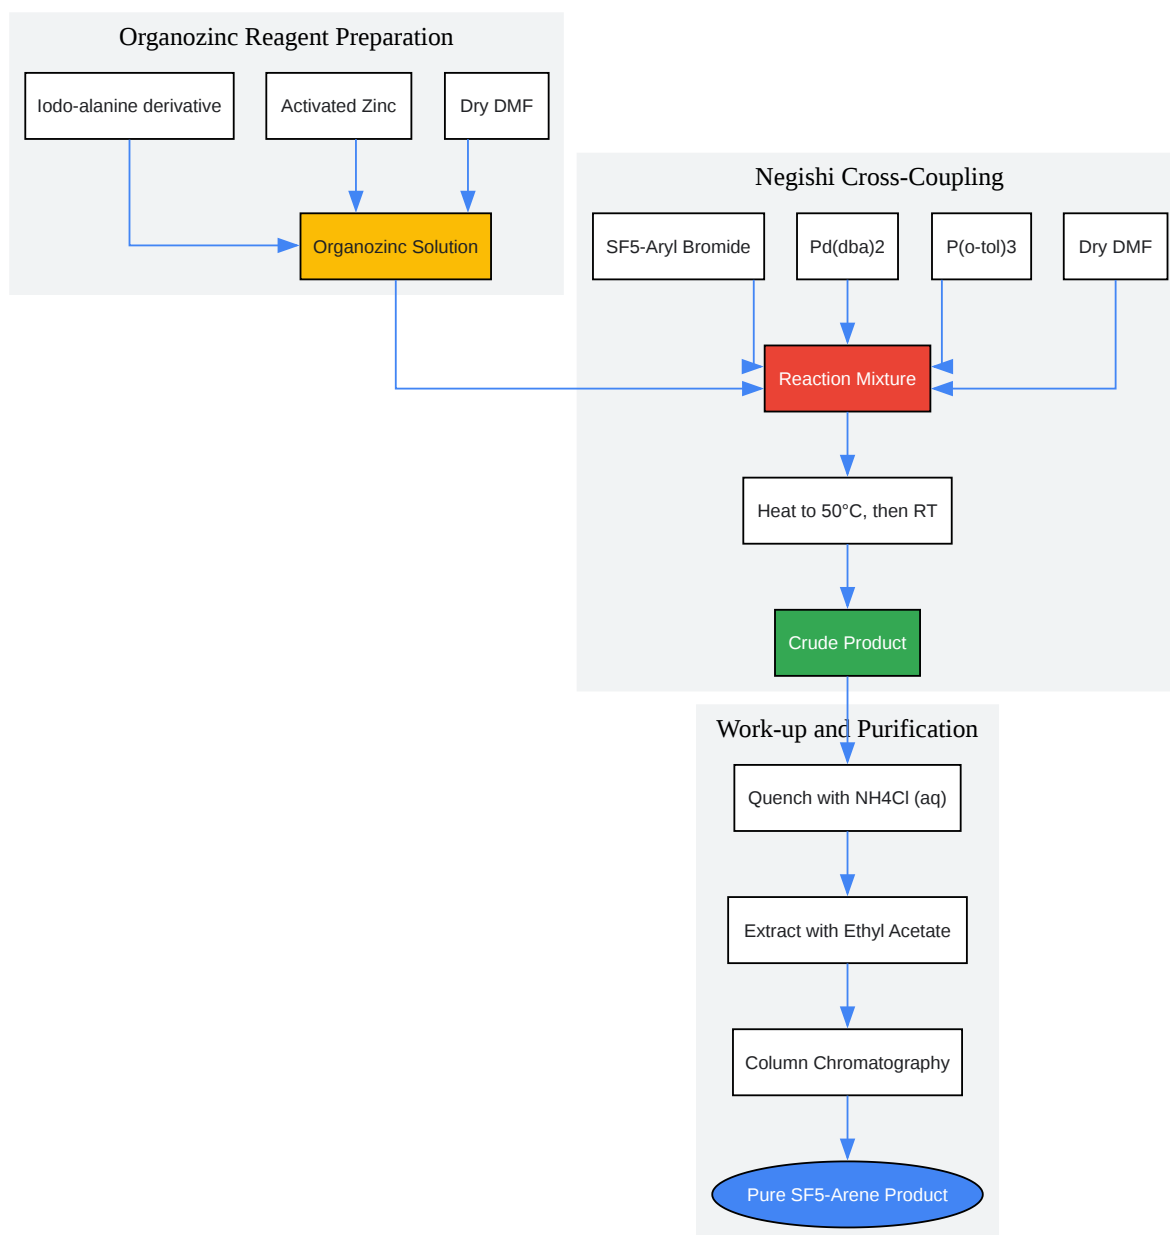 Organozinc Reagent Preparation
Iodo-alanine derivative
Activated Zinc
Dry DMF
Organozinc Solution
Negishi Cross-Coupling
SF5-Aryl Bromide
Pd(dba)2
P(o-tol)3
Dry DMF
Reaction Mixture
Heat to 50°C, then RT
Crude Product
Work-up and Purification
Quench with NH4Cl (aq)
Extract with Ethyl Acetate
Column Chromatography
Pure SF5-Arene Product